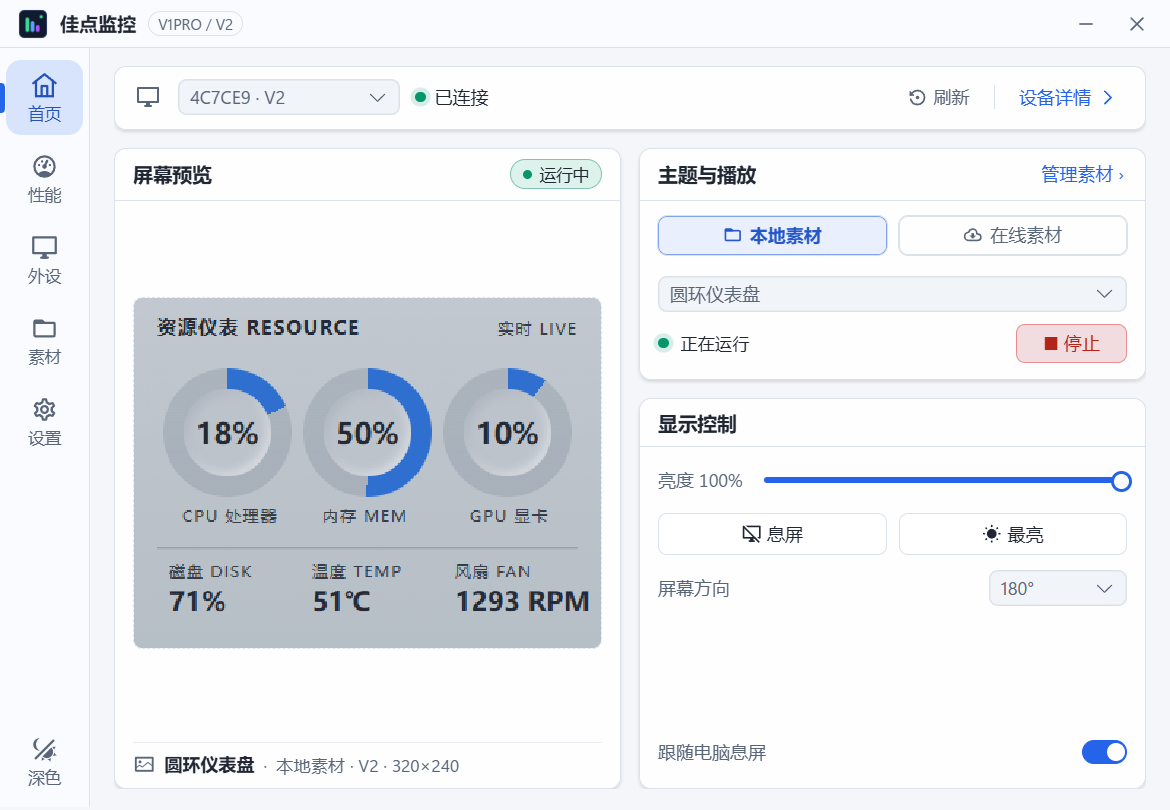 佳点监控 V1PRO / V2
首页
性能
外设
素材
设置
深色
4C7CE9 · V2 已连接 刷新 设备详情
屏幕预览 运行中
资源仪表 RESOURCE 实时 LIVE
18% 50% 10%
CPU 处理器 内存 MEM GPU 显卡
磁盘 DISK 温度 TEMP 风扇 FAN
71% 51℃ 1293 RPM
圆环仪表盘 · 本地素材 · V2 · 320×240
主题与播放 管理素材 ›
本地素材 在线素材
圆环仪表盘
正在运行 停止
显示控制
亮度 100%
息屏 最亮
屏幕方向 180°
跟随电脑息屏